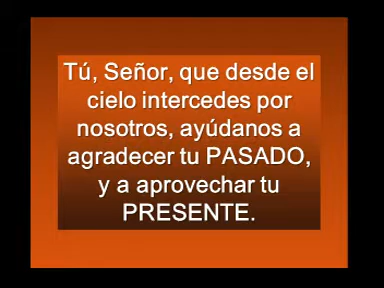 Tú, Señor, que desde el
cielo intercedes por
nosotros, ayúdanos a
agradecer tu PASADO,
y a aprovechar tu
PRESENTE.